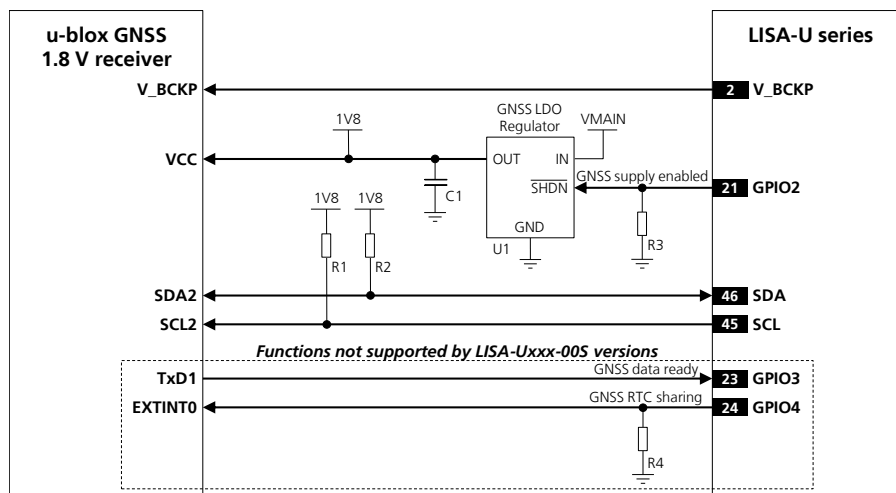 u-blox GNSS
1.8 V receiver
LISA-U series
V_BCKP
2
V_BCKP
GNSS LDO
Regulator
VMAIN
1V8
VCC
OUT
IN
GNSS supply enabled
SHDN
21
GPIO2
C1
1V8
1V8
GND
U1
R3
R1
R2
SDA2
46
SDA
SCL2
45
SCL
Functions not supported by LISA-Uxxx-00S versions
TxD1
GNSS data ready
23
GPIO3
EXTINT0
GNSS RTC sharing
24
GPIO4
R4